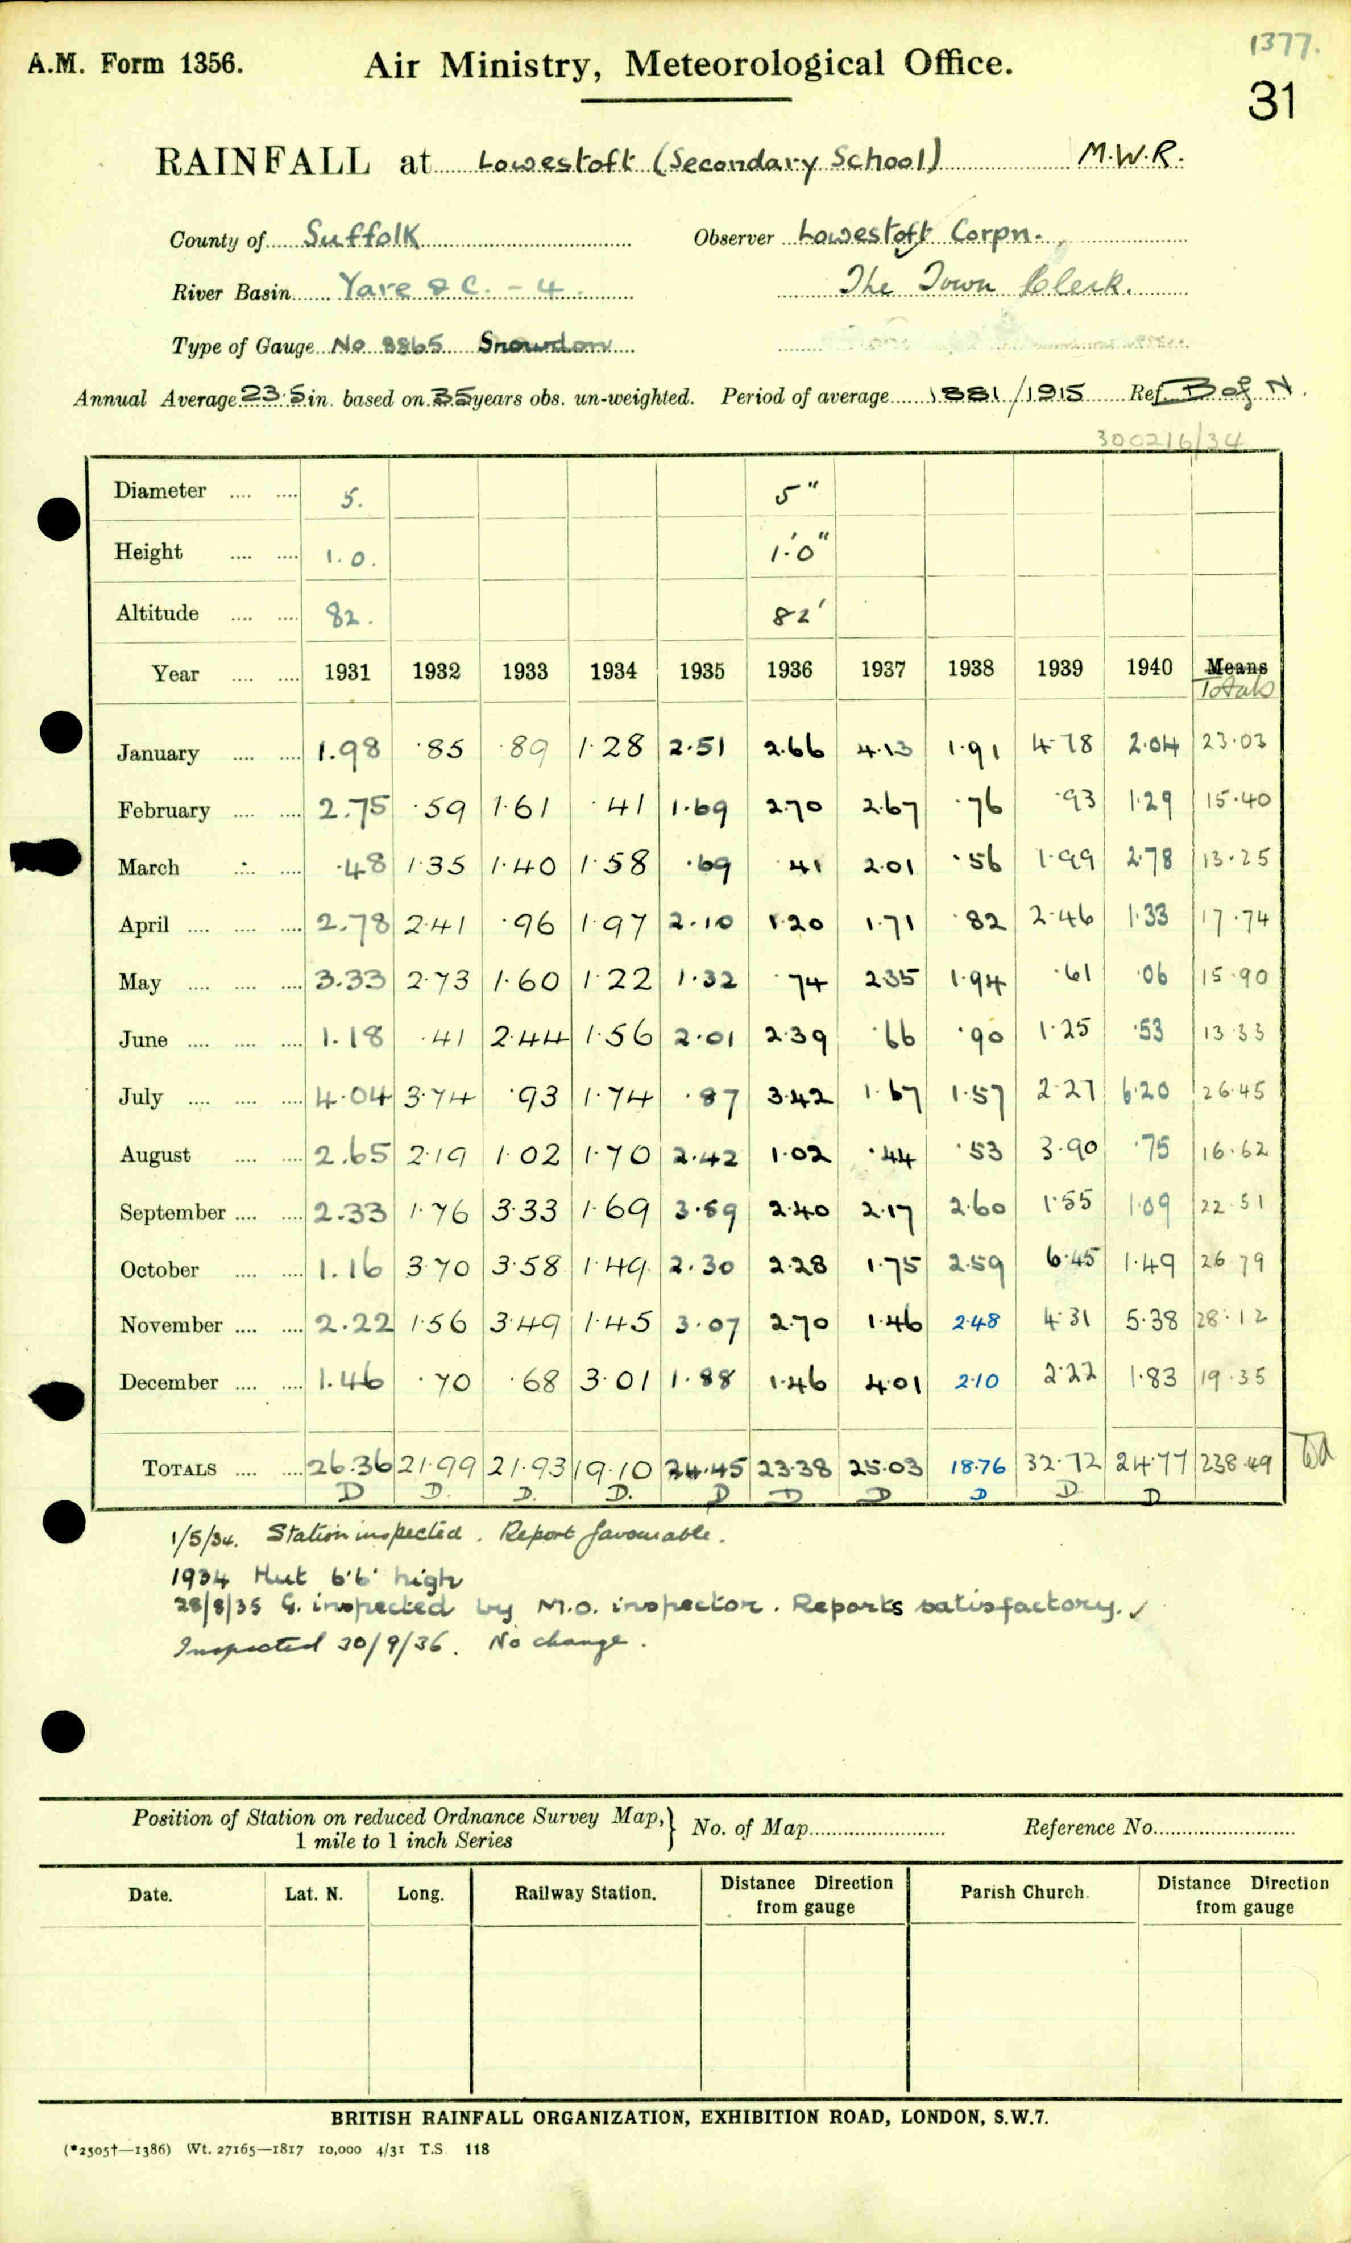 1377.
A.M. Form 1356. Air Ministry, Meteorological Office.
31
RAINFALL at Lowestoft (Secondary School) M.W.R.
County of Suffolk Observer Lowestoft Corpn.
River Basin Yare & C. - 4. The Town Clerk.
Type of Gauge No 8865 Snowdon
Annual Average 23.5 in. based on 35 years obs. un-weighted. Period of average 1881/1915 Ref. B of N.
300216/34
Diameter .... .... 5. 5"
Height .... .... 1.0. 1'.0"
Altitude .... .... 82. 82'
Year .... .... 1931 1932 1933 1934 1935 1936 1937 1938 1939 1940 Means
Totals
January .... .... 1.98 .85 .89 1.28 2.51 2.66 4.13 1.91 4.78 2.04 23.03
February .... .... 2.75 .59 1.61 .41 1.69 2.70 2.67 .76 .93 1.29 15.40
March .... .... .48 1.35 1.40 1.58 .69 .41 2.01 .56 1.99 2.78 13.25
April .... .... .... 2.78 2.41 .96 1.97 2.10 1.20 1.71 .82 2.46 1.33 17.74
May .... .... .... 3.33 2.73 1.60 1.22 1.32 .74 2.35 1.94 .61 .06 15.90
June .... .... .... 1.18 .41 2.44 1.56 2.01 2.39 .66 .90 1.25 .53 13.33
July .... .... .... 4.04 3.74 .93 1.74 .87 3.42 1.67 1.57 2.27 6.20 26.45
August .... .... 2.65 2.19 1.02 1.70 2.42 1.02 .44 .53 3.90 .75 16.62
September .... .... 2.33 1.76 3.33 1.69 3.59 2.40 2.17 2.60 1.55 1.09 22.51
October .... .... 1.16 3.70 3.58 1.49 2.30 2.28 1.75 2.59 6.45 1.49 26.79
November .... .... 2.22 1.56 3.49 1.45 3.07 2.70 1.46 2.48 4.31 5.38 28.12
December .... .... 1.46 .70 .68 3.01 1.88 1.46 4.01 2.10 2.22 1.83 19.35
TOTALS .... .... 26.36 21.99 21.93 19.10 24.45 23.38 25.03 18.76 32.72 24.77 238.49
D D. D. D. D D D D D D
1/5/34. Station inspected. Report favourable.
1934 Hut 6'6" high
28/8/35 G. inspected by M.O. inspector. Reports satisfactory. ✓
Inspected 30/9/36. No change.
Position of Station on reduced Ordnance Survey Map,} No. of Map Reference No.
1 mile to 1 inch Series
Date. Lat. N. Long. Railway Station. Distance Direction from gauge Parish Church. Distance Direction from gauge
BRITISH RAINFALL ORGANIZATION, EXHIBITION ROAD, LONDON, S.W.7.
(*2505†—1386) Wt. 27165—1817 10,000 4/31 T.S. 118